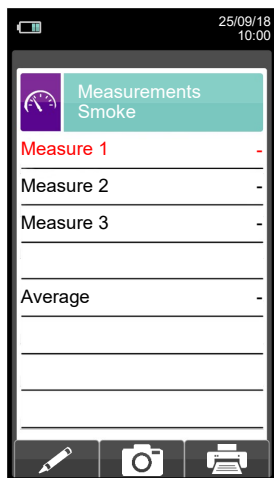 25/09/18
10:00
Measurements
Smoke
Measure 1 -
Measure 2 -
Measure 3 -
Average -